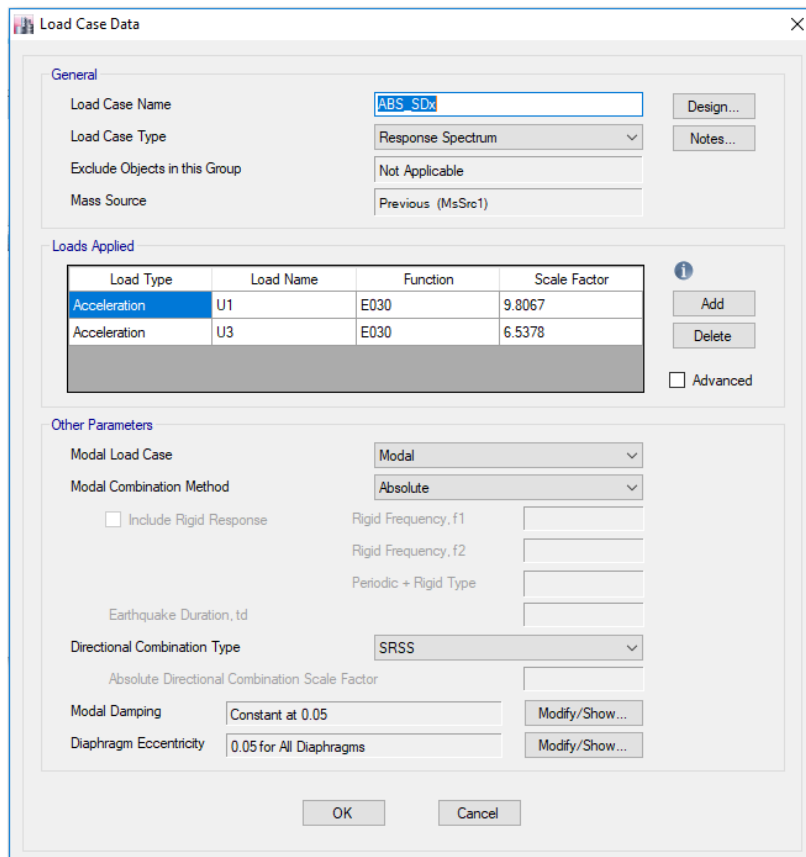 Load Case Data
General
Load Case Name ABS_SDx Design...
Load Case Type Response Spectrum Notes...
Exclude Objects in this Group Not Applicable
Mass Source Previous (MsSrc1)
Loads Applied
Load Type Load Name Function Scale Factor
Acceleration U1 E030 9.8067 Add
Acceleration U3 E030 6.5378 Delete
Advanced
Other Parameters
Modal Load Case Modal
Modal Combination Method Absolute
Include Rigid Response Rigid Frequency, f1
Rigid Frequency, f2
Periodic + Rigid Type
Earthquake Duration, td
Directional Combination Type SRSS
Absolute Directional Combination Scale Factor
Modal Damping Constant at 0.05 Modify/Show...
Diaphragm Eccentricity 0.05 for All Diaphragms Modify/Show...
OK Cancel